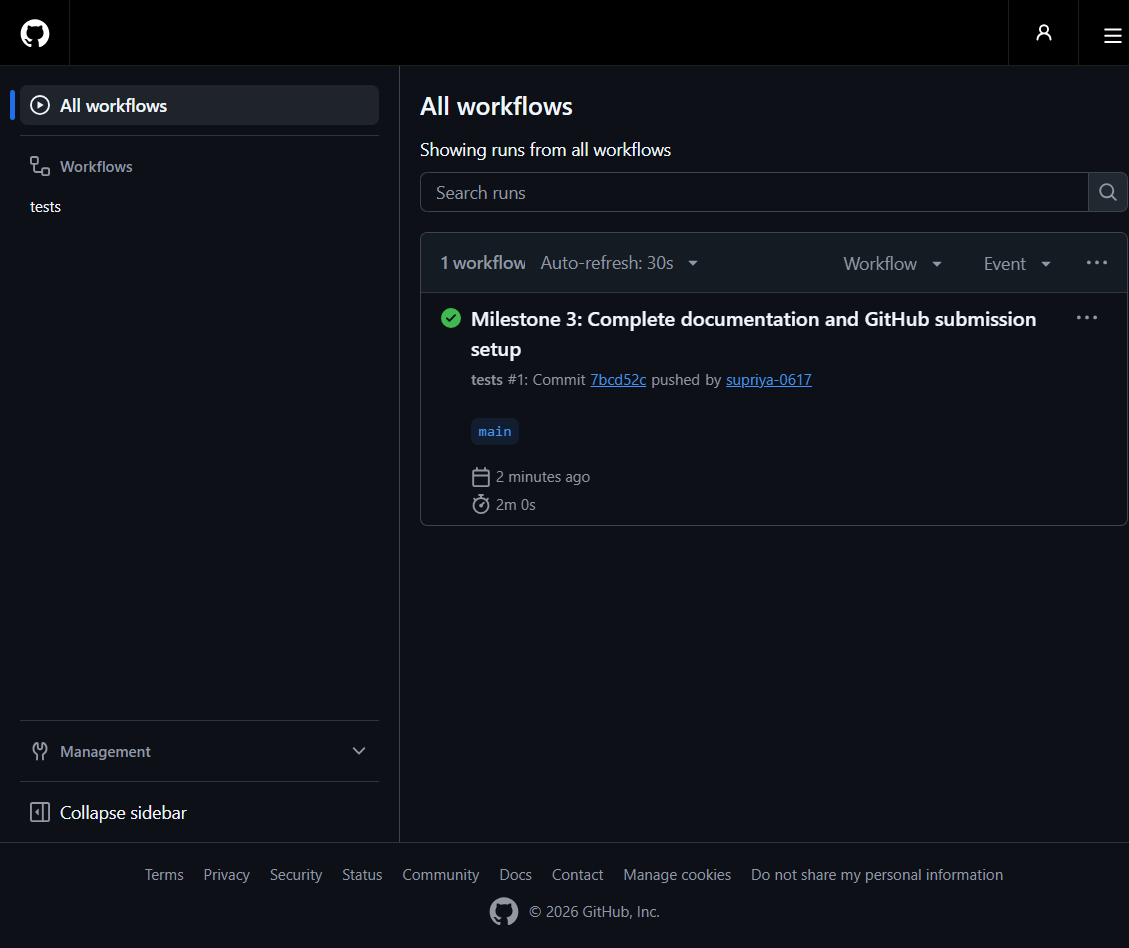 All workflows
Workflows
tests
Management
Collapse sidebar
All workflows
Showing runs from all workflows
Search runs
1 workflow Auto-refresh: 30s Workflow Event
Milestone 3: Complete documentation and GitHub submission
setup
tests #1: Commit 7bcd52c pushed by supriya-0617
main
2 minutes ago
2m 0s
Terms Privacy Security Status Community Docs Contact Manage cookies Do not share my personal information
© 2026 GitHub, Inc.